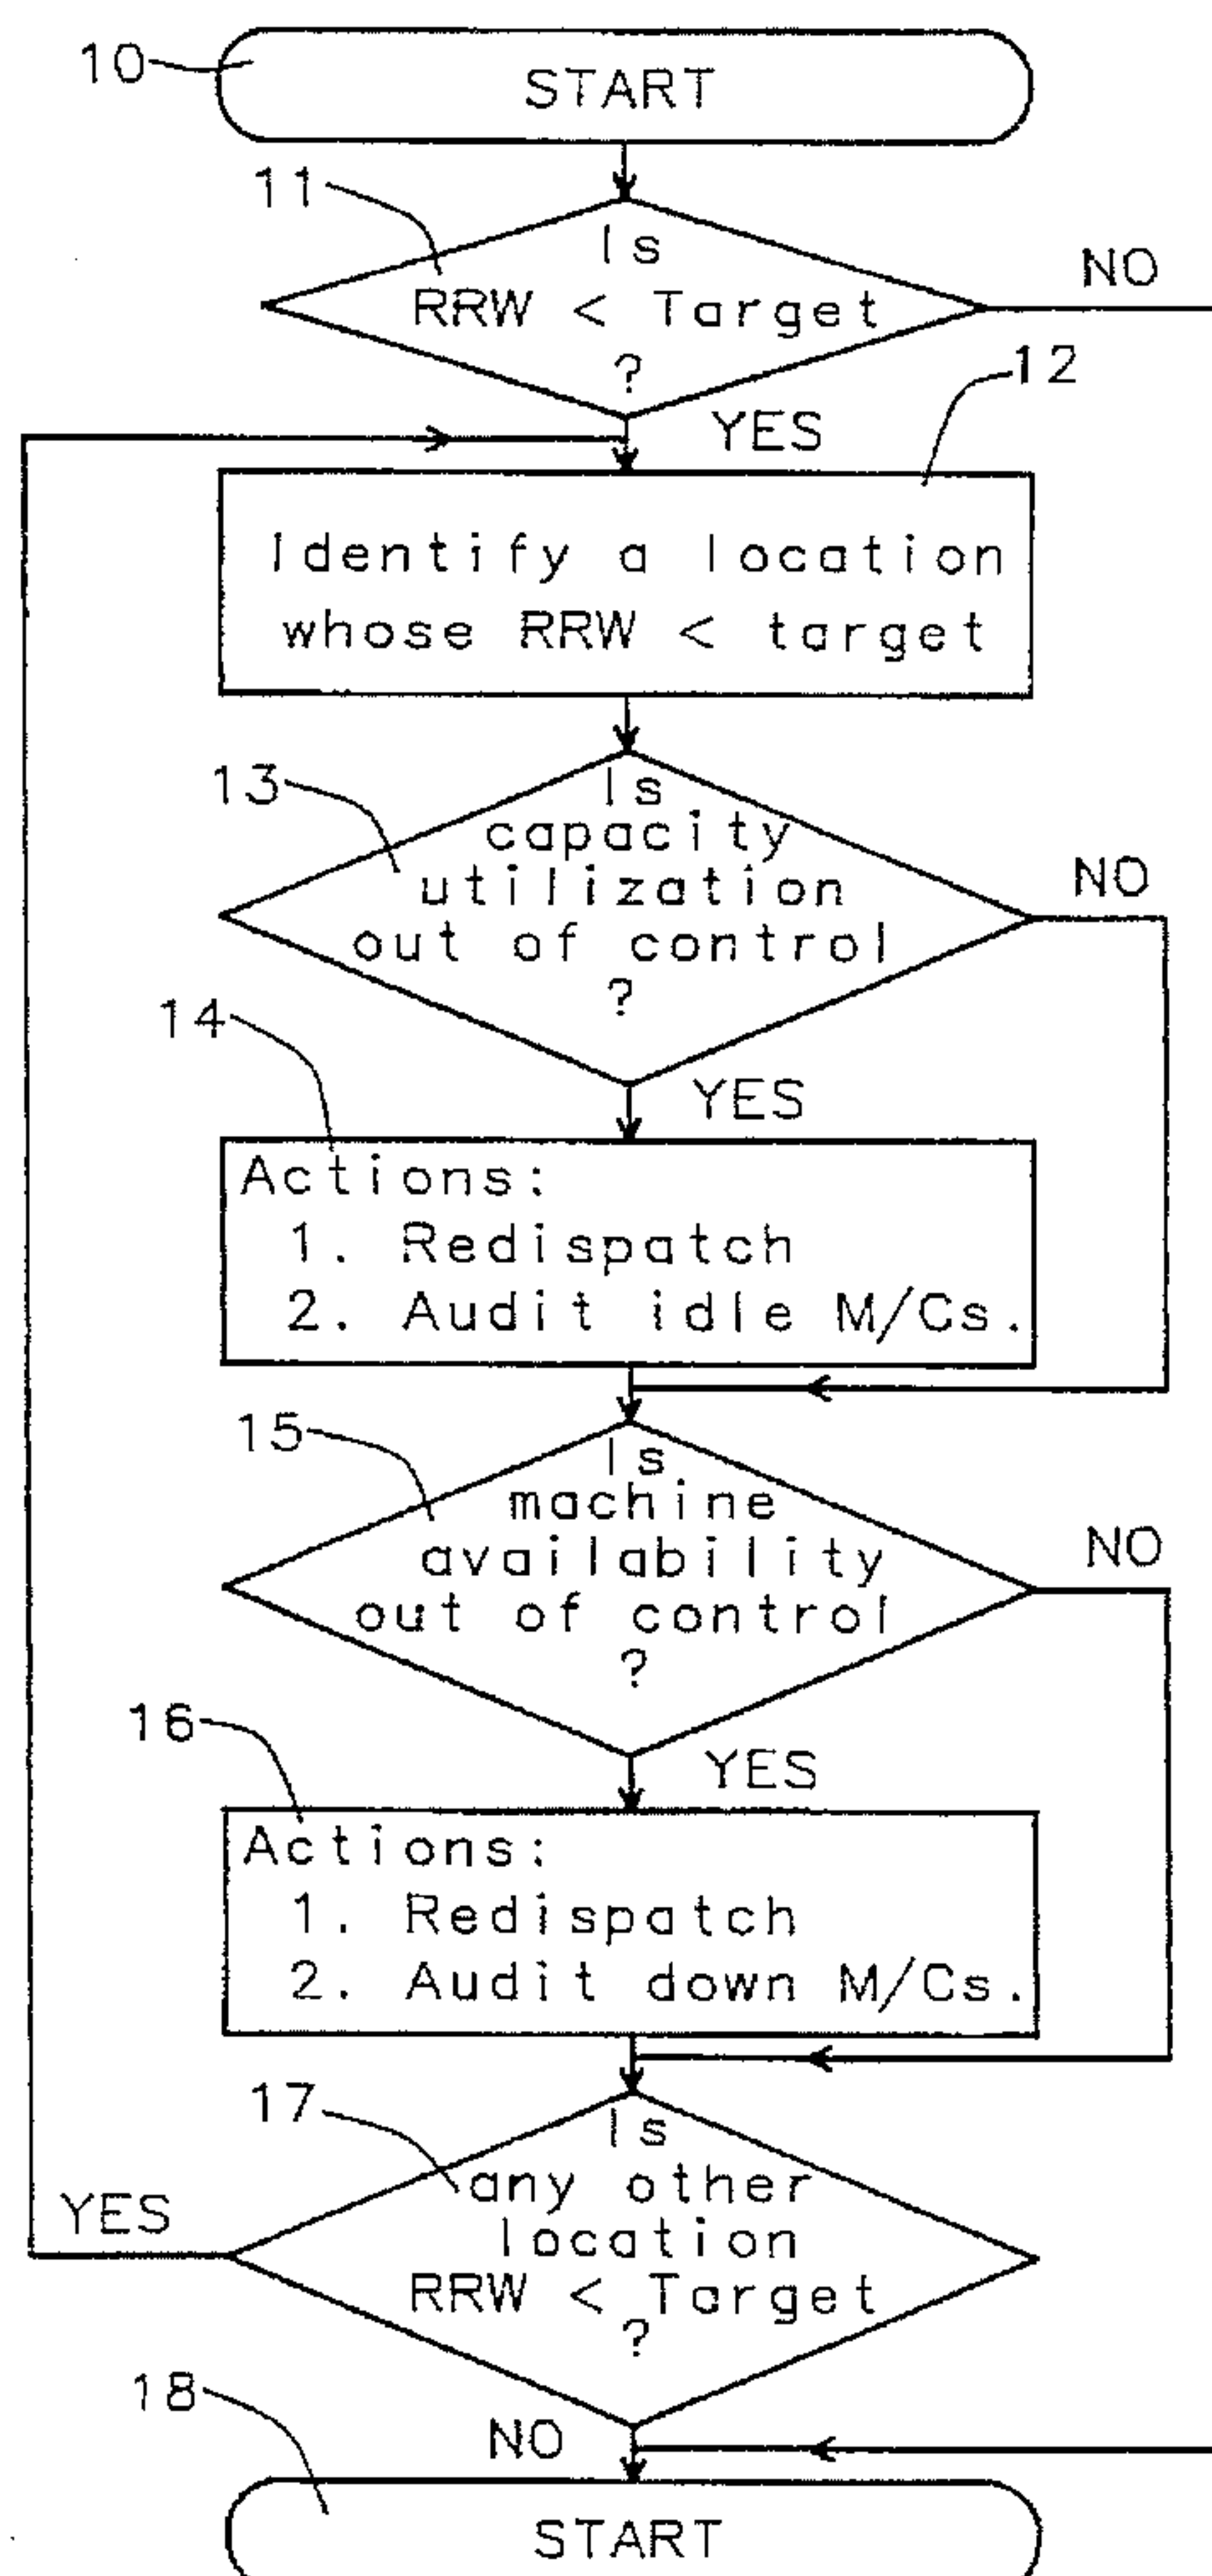 10
START
11
Is
RRW < Target
?
NO
12
YES
Identify a location
whose RRW < target
13
Is
capacity
utilization
out of control
?
NO
14
YES
Actions:
1. Redispatch
2. Audit idle M/Cs.
15
Is
machine
availability
out of control
?
NO
16
YES
Actions:
1. Redispatch
2. Audit down M/Cs.
17
Is
any other
location
RRW < Target
?
YES
18
NO
START